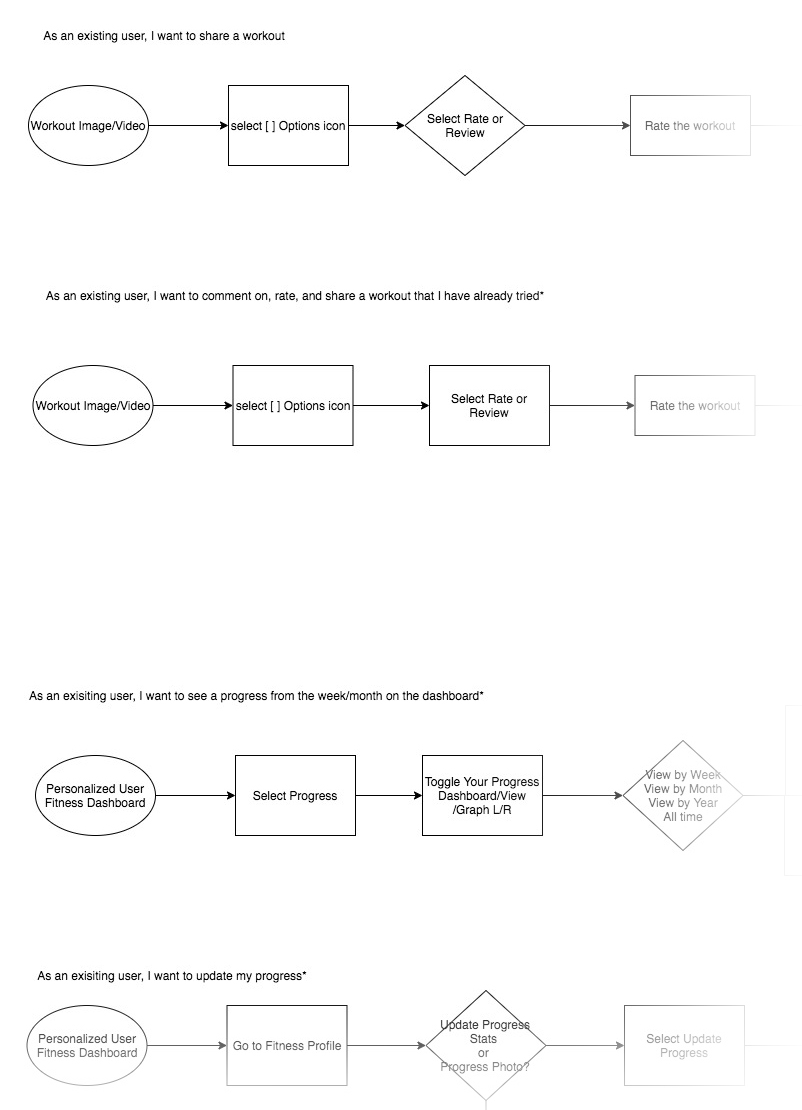 As an existing user, I want to share a workout
Workout Image/Video
select [ ] Options icon
Select Rate or
Review
Rate the workout
As an existing user, I want to comment on, rate, and share a workout that I have already tried*
Workout Image/Video
select [ ] Options icon
Select Rate or
Review
Rate the workout
As an exisiting user, I want to see a progress from the week/month on the dashboard*
Personalized User
Fitness Dashboard
Select Progress
Toggle Your Progress
Dashboard/View
/Graph L/R
View by Week
View by Month
View by Year
All time
As an exisiting user, I want to update my progress*
Personalized User
Fitness Dashboard
Go to Fitness Profile
Update Progress
Stats
or
Progress Photo?
Select Update
Progress